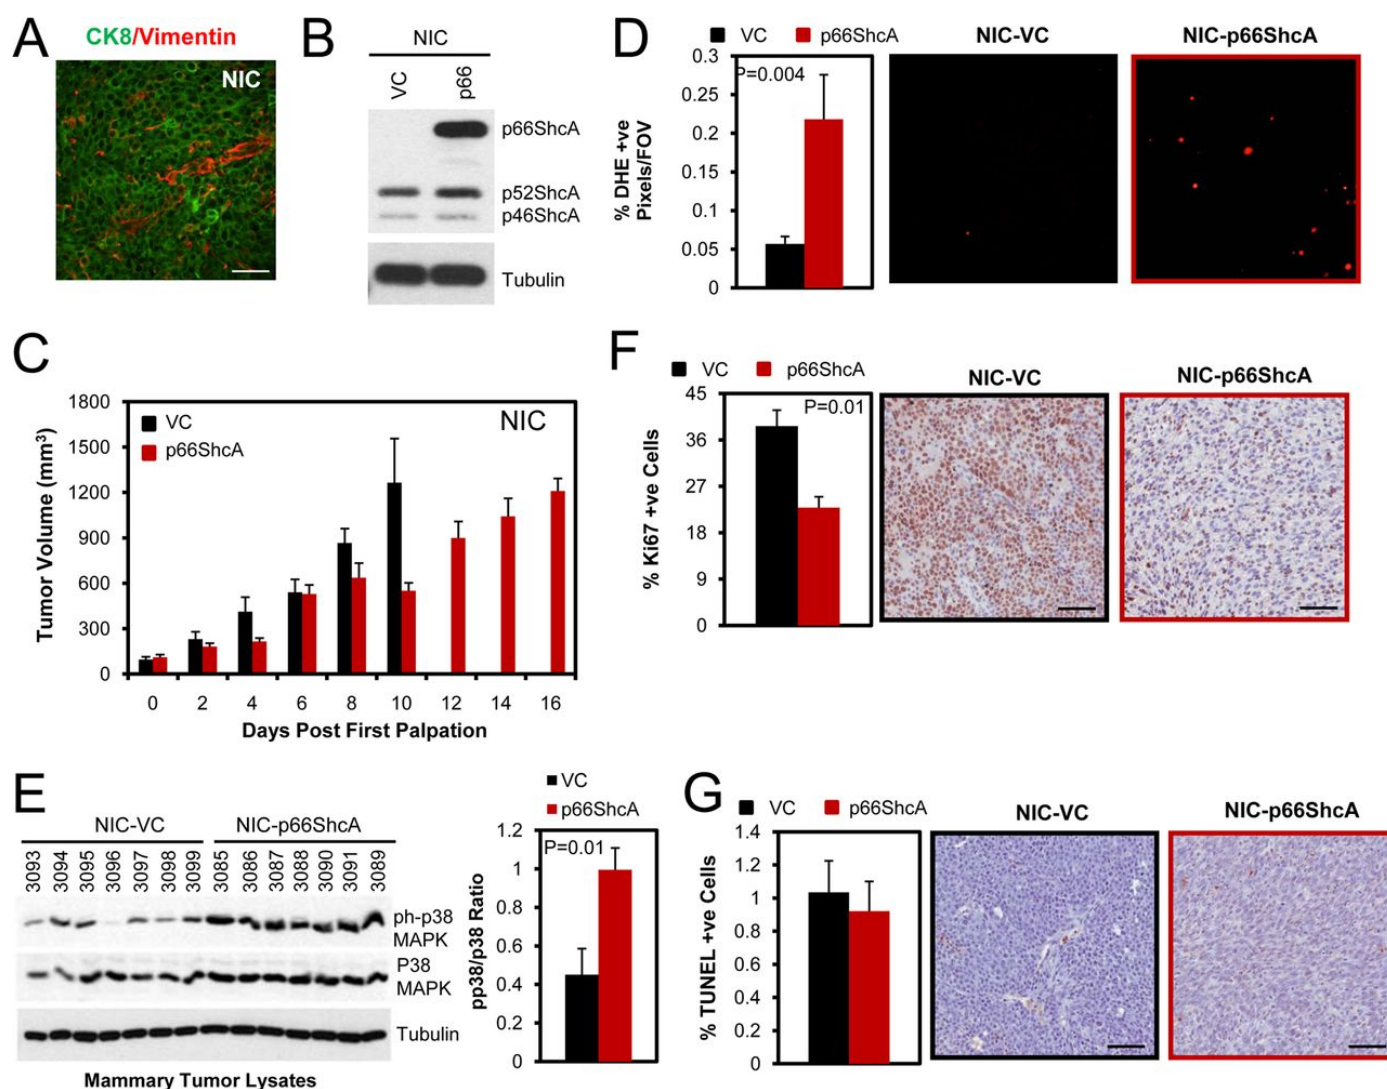 A
CK8/Vimentin
NIC
B
NIC
VC
p66
p66ShcA
p52ShcA
p46ShcA
Tubulin
C
1800
1500
1200
900
600
300
0
Tumor Volume (mm³)
VC
p66ShcA
NIC
0 2 4 6 8 10 12 14 16
Days Post First Palpation
D
VC p66ShcA
0.3
0.25
0.2
0.15
0.1
0.05
0
% DHE +ve
Pixels/FOV
P=0.004
NIC-VC
NIC-p66ShcA
E
NIC-VC NIC-p66ShcA
3093 3094 3095 3096 3097 3098 3099 3085 3086 3087 3088 3090 3091 3089
ph-p38
MAPK
P38
MAPK
Tubulin
Mammary Tumor Lysates
VC
p66ShcA
1.2
1
0.8
0.6
0.4
0.2
0
pp38/p38 Ratio
P=0.01
F
VC p66ShcA
45
36
27
18
9
0
% Ki67 +ve Cells
P=0.01
NIC-VC
NIC-p66ShcA
G
VC p66ShcA
1.4
1.2
1
0.8
0.6
0.4
0.2
0
% TUNEL +ve Cells
NIC-VC
NIC-p66ShcA